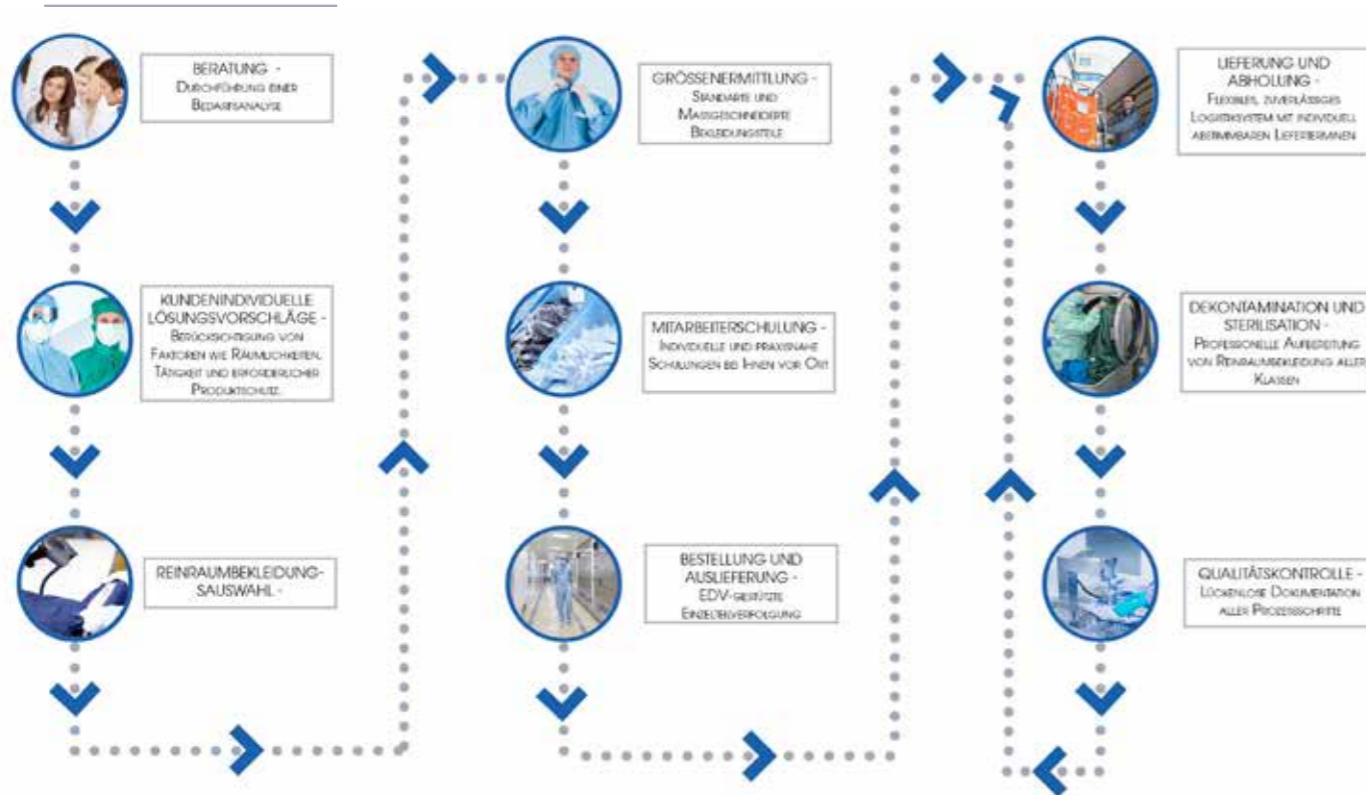 BERATUNG -
DURCHFÜHRUNG EINER
BEDARFSANALYSE
KUNDENINDIVIDUELLE
LÖSUNGSVORSCHLÄGE -
BERÜCKSICHTIGUNG VON
FAKTOREN WIE RÄUMLICHKEITEN,
TÄTIGKEIT UND ERFORDERLICHER
PRODUKTSCHUTZ.
REINRAUMBEKLEIDUNG-
SAUSWAHL -
GRÖSSENERMITTLUNG -
STANDARTE UND
MASSGESCHNEIDERTE
BEKLEIDUNGSTEILE
MITARBEITERSCHULUNG -
INDIVIDUELLE UND PRAXISNAHE
SCHULUNGEN BEI IHNEN VOR ORT
BESTELLUNG UND
AUSLIEFERUNG -
EDV-GESTÜTZTE
EINZELTEILVERFOLGUNG
LIEFERUNG UND
ABHOLUNG -
FLEXIBLES, ZUVERLÄSSIGES
LOGISTIKSYSTEM MIT INDIVIDUELL
ABSTIMMBAREN LIEFERTERMINEN
DEKONTAMINATION UND
STERILISATION -
PROFESSIONELLE AUFBEREITUNG
VON REINRAUMBEKLEIDUNG ALLER
KLASSEN
QUALITÄTSKONTROLLE -
LÜCKENLOSE DOKUMENTATION
ALLER PROZESSSCHRITTE